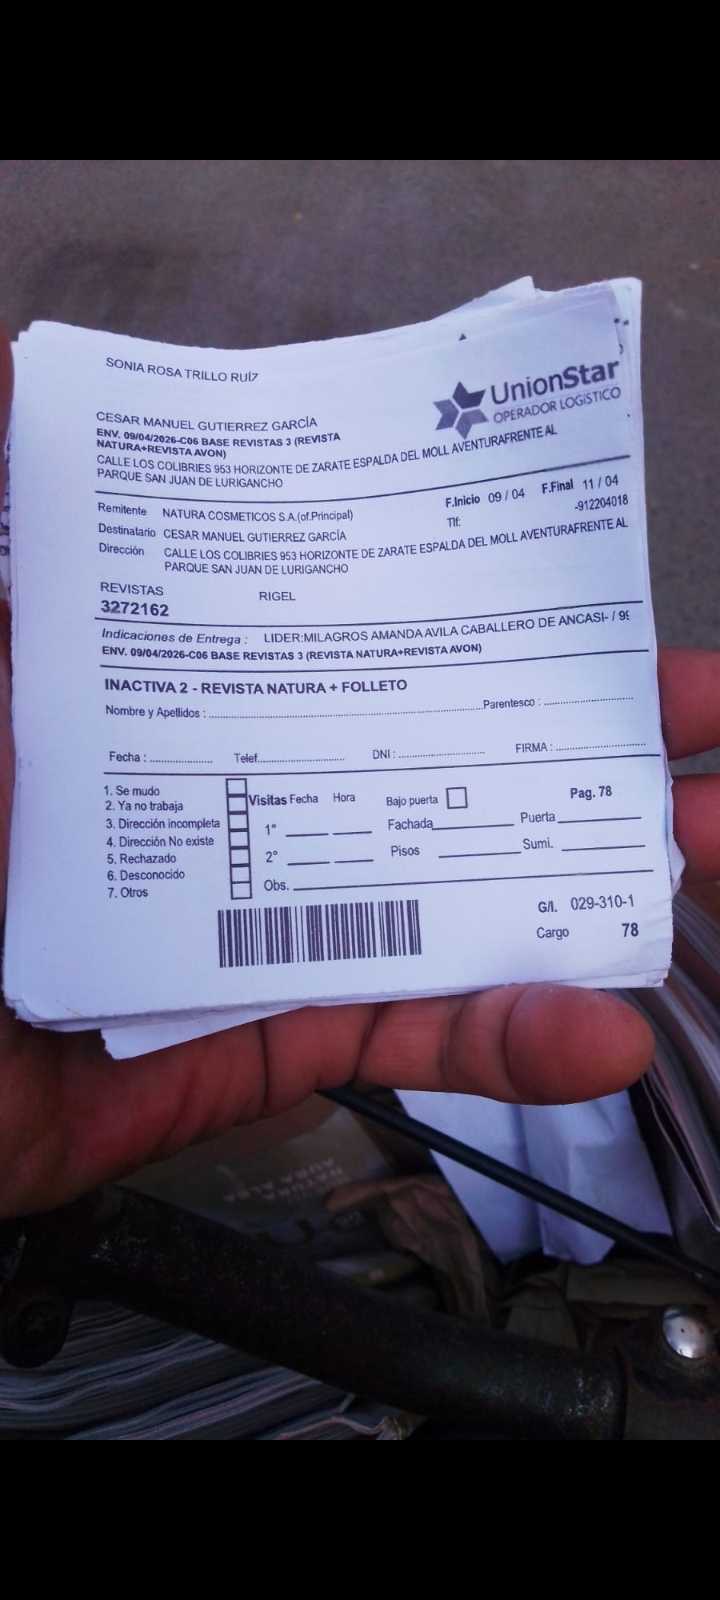 SONIA ROSA TRILLO RUÍZ
UnionStar
OPERADOR LOGíSTICO
CESAR MANUEL GUTIERREZ GARCÍA
ENV. 09/04/2026-C06 BASE REVISTAS 3 (REVISTA
NATURA+REVISTA AVON)
CALLE LOS COLIBRIES 953 HORIZONTE DE ZARATE ESPALDA DEL MOLL AVENTURAFRENTE AL
PARQUE SAN JUAN DE LURIGANCHO
Remitente NATURA COSMETICOS S.A.(of.Principal) F.Inicio 09 / 04 F.Final 11 / 04
Destinatario CESAR MANUEL GUTIERREZ GARCÍA Tlf: -912204018
Dirección CALLE LOS COLIBRIES 953 HORIZONTE DE ZARATE ESPALDA DEL MOLL AVENTURAFRENTE AL
PARQUE SAN JUAN DE LURIGANCHO
REVISTAS RIGEL
3272162
Indicaciones de Entrega : LIDER:MILAGROS AMANDA AVILA CABALLERO DE ANCASI- / 99
ENV. 09/04/2026-C06 BASE REVISTAS 3 (REVISTA NATURA+REVISTA AVON)
INACTIVA 2 - REVISTA NATURA + FOLLETO
Nombre y Apellidos : Parentesco :
Fecha : Telef. DNI : FIRMA :
1. Se mudo
2. Ya no trabaja Visitas Fecha Hora Bajo puerta Pag. 78
3. Dirección incompleta 1° Fachada Puerta
4. Dirección No existe
5. Rechazado 2° Pisos Sumi.
6. Desconocido
7. Otros Obs.
G/l. 029-310-1
Cargo 78
NATURA